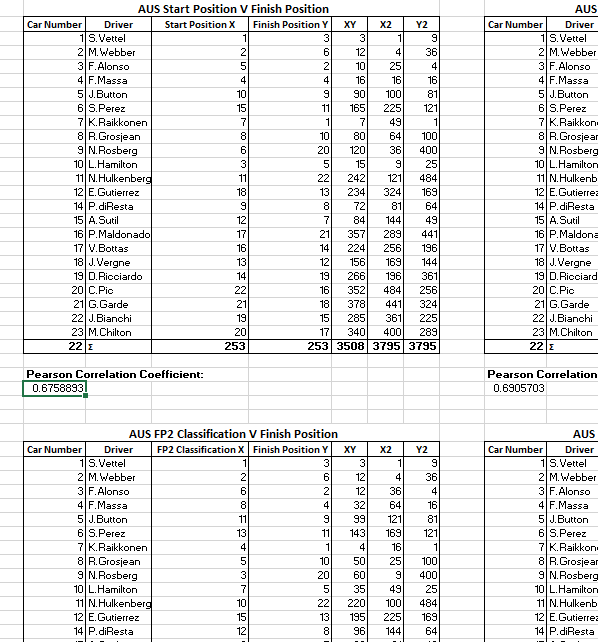 AUS Start Position V Finish Position AUS
Car Number Driver Start Position X Finish Position Y XY X2 Y2 Car Number Driver
1 S.Vettel 1 3 3 1 9 1 S.Vettel
2 M.Webber 2 6 12 4 36 2 M.Webber
3 F.Alonso 5 2 10 25 4 3 F.Alonso
4 F.Massa 4 4 16 16 16 4 F.Massa
5 J.Button 10 9 90 100 81 5 J.Button
6 S.Perez 15 11 165 225 121 6 S.Perez
7 K.Raikkonen 7 1 7 49 1 7 K.Raikkon
8 R.Grosjean 8 10 80 64 100 8 R.Grosjear
9 N.Rosberg 6 20 120 36 400 9 N.Rosberg
10 L.Hamilton 3 5 15 9 25 10 L.Hamilton
11 N.Hulkenberg 11 22 242 121 484 11 N.Hulkenb
12 E.Gutierrez 18 13 234 324 169 12 E.Gutierrez
14 P.diResta 9 8 72 81 64 14 P.diResta
15 A.Sutil 12 7 84 144 49 15 A.Sutil
16 P.Maldonado 17 21 357 289 441 16 P.Maldona
17 V.Bottas 16 14 224 256 196 17 V.Bottas
18 J.Vergne 13 12 156 169 144 18 J.Vergne
19 D.Ricciardo 14 19 266 196 361 19 D.Ricciard
20 C.Pic 22 16 352 484 256 20 C.Pic
21 G.Garde 21 18 378 441 324 21 G.Garde
22 J.Bianchi 19 15 285 361 225 22 J.Bianchi
23 M.Chilton 20 17 340 400 289 23 M.Chilton
22 Σ 253 253 3508 3795 3795 22 Σ
Pearson Correlation Coefficient: Pearson Correlation
0.6758893 0.6905703
AUS FP2 Classification V Finish Position AUS
Car Number Driver FP2 Classification X Finish Position Y XY X2 Y2 Car Number Driver
1 S.Vettel 1 3 3 1 9 1 S.Vettel
2 M.Webber 2 6 12 4 36 2 M.Webber
3 F.Alonso 6 2 12 36 4 3 F.Alonso
4 F.Massa 8 4 32 64 16 4 F.Massa
5 J.Button 11 9 99 121 81 5 J.Button
6 S.Perez 13 11 143 169 121 6 S.Perez
7 K.Raikkonen 4 1 4 16 1 7 K.Raikkon
8 R.Grosjean 5 10 50 25 100 8 R.Grosjear
9 N.Rosberg 3 20 60 9 400 9 N.Rosberg
10 L.Hamilton 7 5 35 49 25 10 L.Hamilton
11 N.Hulkenberg 10 22 220 100 484 11 N.Hulkenb
12 E.Gutierrez 15 13 195 225 169 12 E.Gutierrez
14 P.diResta 12 8 96 144 64 14 P.diResta